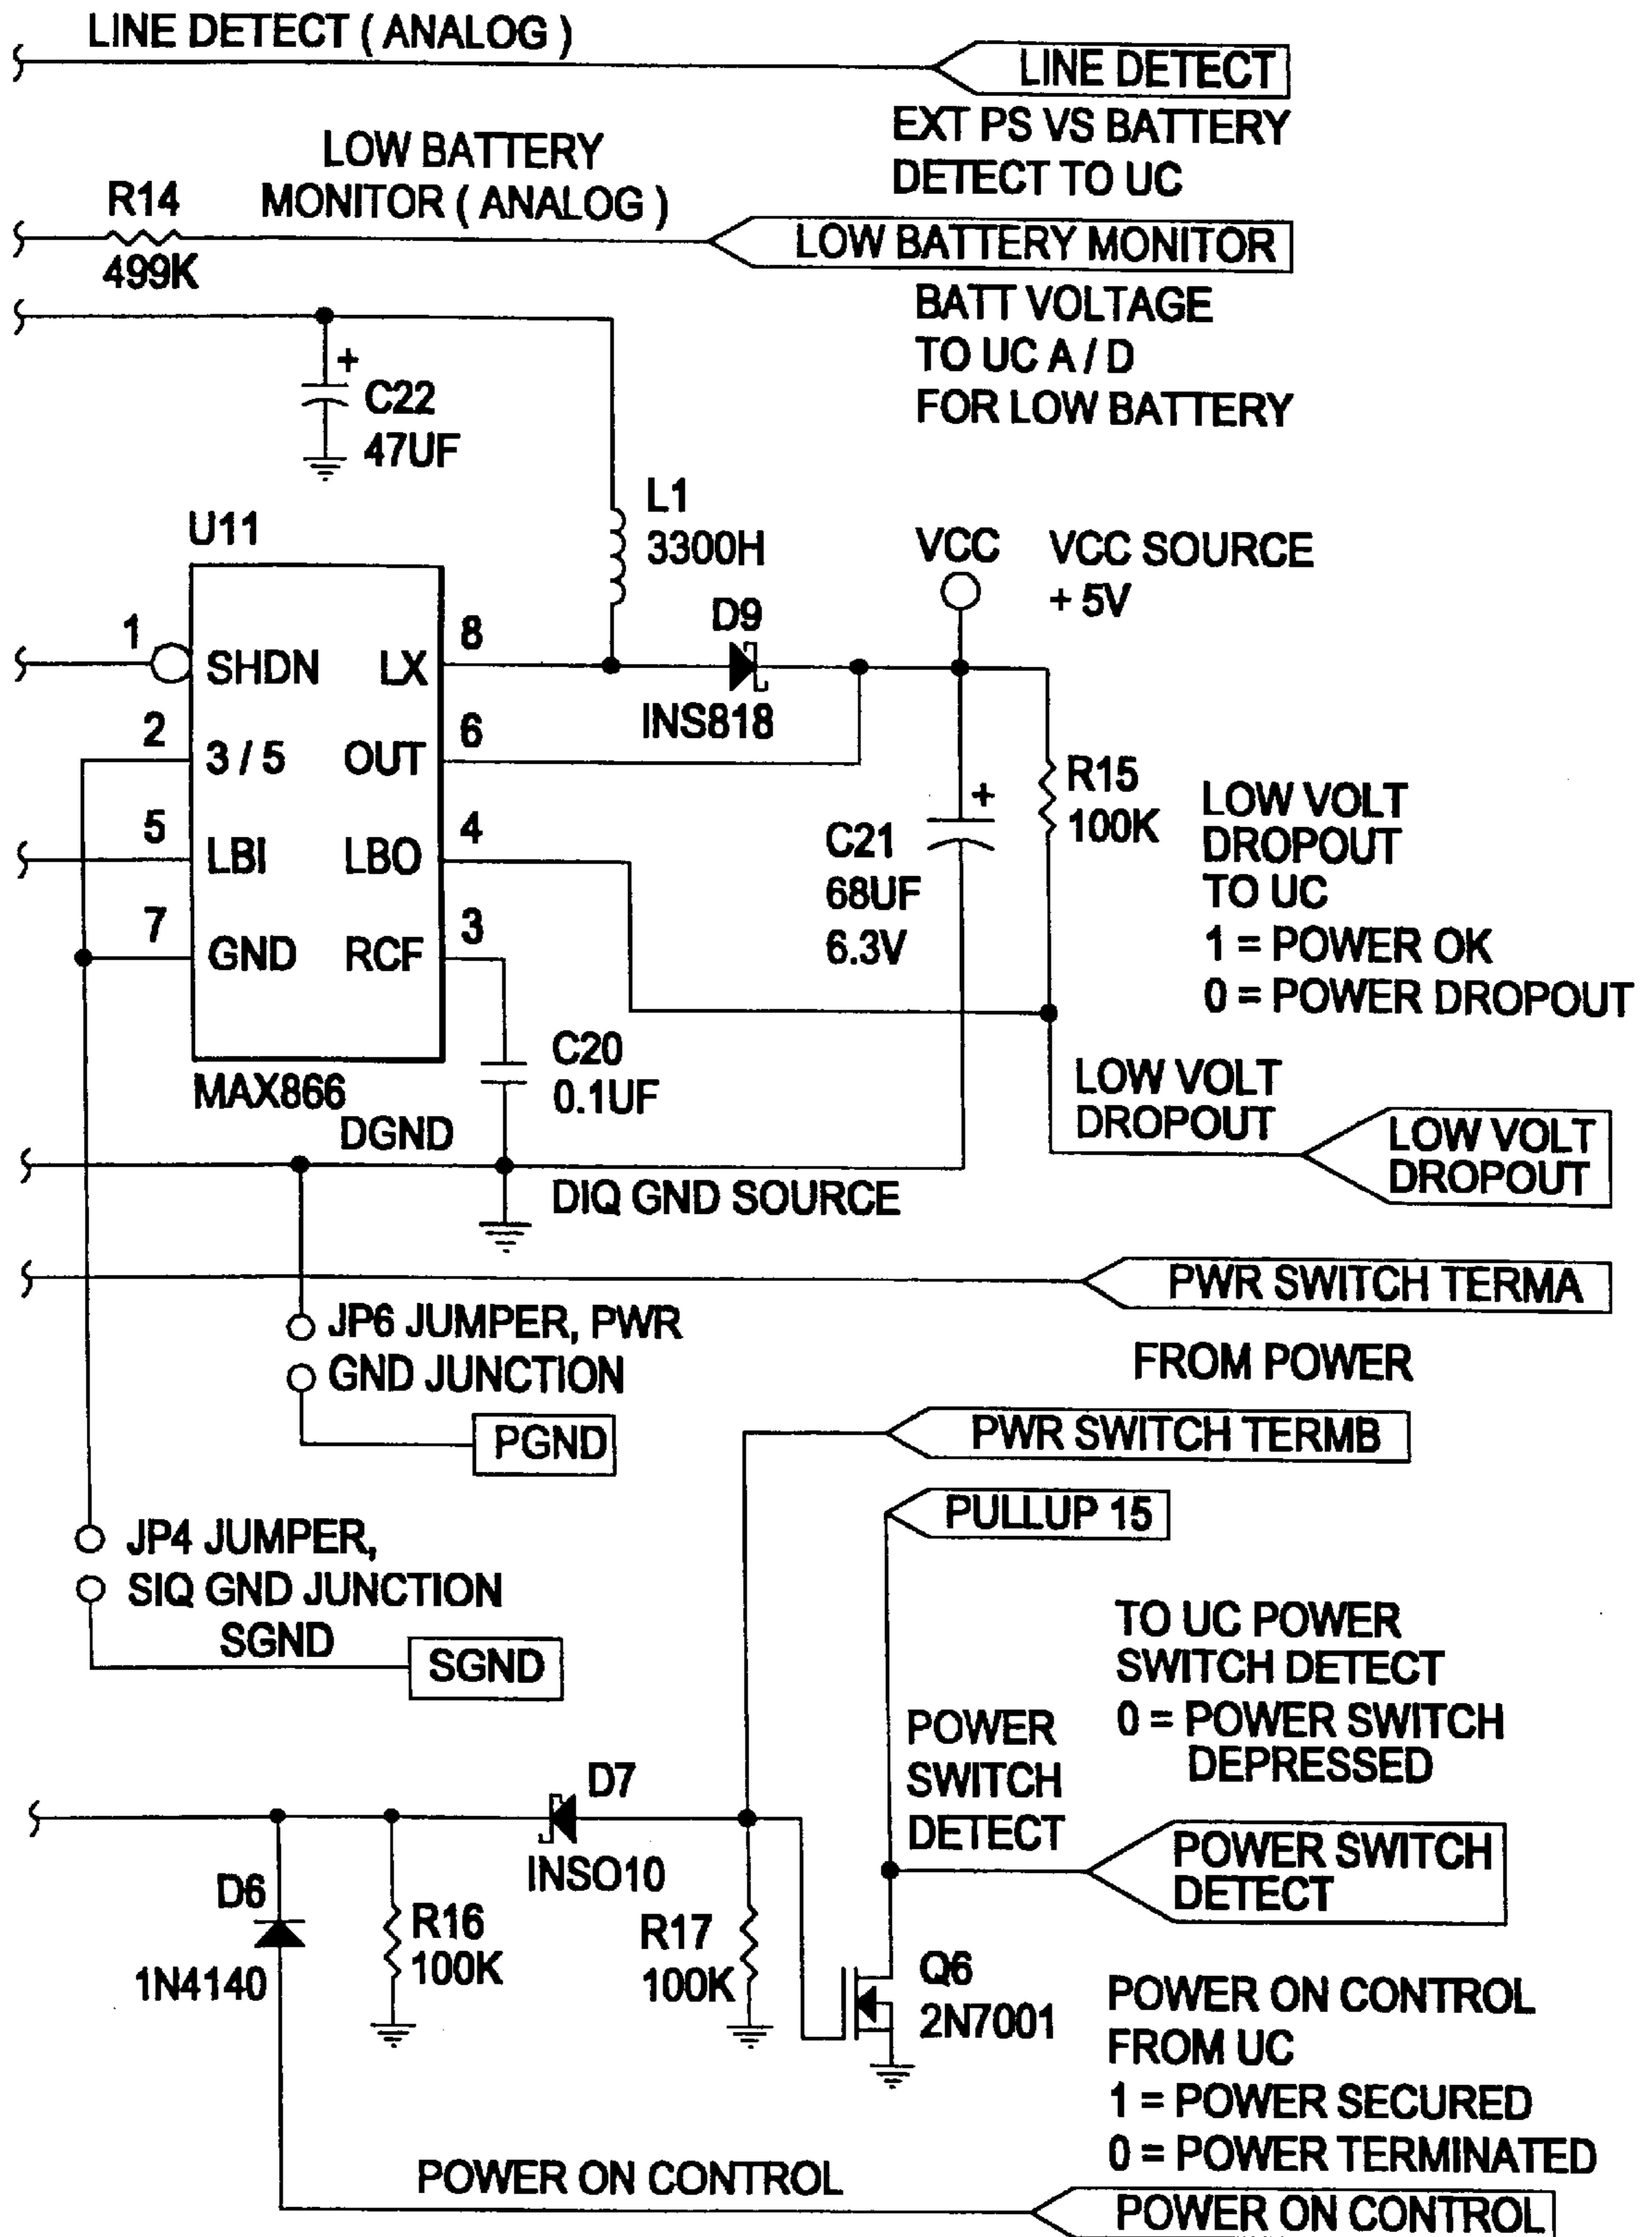 LINE DETECT ( ANALOG )
LINE DETECT
EXT PS VS BATTERY
DETECT TO UC
LOW BATTERY
MONITOR ( ANALOG )
R14
499K
LOW BATTERY MONITOR
BATT VOLTAGE
TO UC A / D
FOR LOW BATTERY
+
C22
47UF
L1
3300H
U11
VCC
VCC SOURCE
+ 5V
D9
INS818
1
SHDN
LX
8
2
3 / 5
OUT
6
5
LBI
LBO
4
7
GND
RCF
3
MAX866
R15
100K
+
C21
68UF
6.3V
LOW VOLT
DROPOUT
TO UC
1 = POWER OK
0 = POWER DROPOUT
C20
0.1UF
LOW VOLT
DROPOUT
LOW VOLT
DROPOUT
DGND
DIQ GND SOURCE
PWR SWITCH TERMA
JP6 JUMPER, PWR
GND JUNCTION
FROM POWER
PGND
PWR SWITCH TERMB
PULLUP 15
JP4 JUMPER,
SIQ GND JUNCTION
SGND
SGND
TO UC POWER
SWITCH DETECT
0 = POWER SWITCH
DEPRESSED
POWER
SWITCH
DETECT
POWER SWITCH
DETECT
D7
INSO10
D6
1N4140
R16
100K
R17
100K
Q6
2N7001
POWER ON CONTROL
FROM UC
1 = POWER SECURED
0 = POWER TERMINATED
POWER ON CONTROL
POWER ON CONTROL